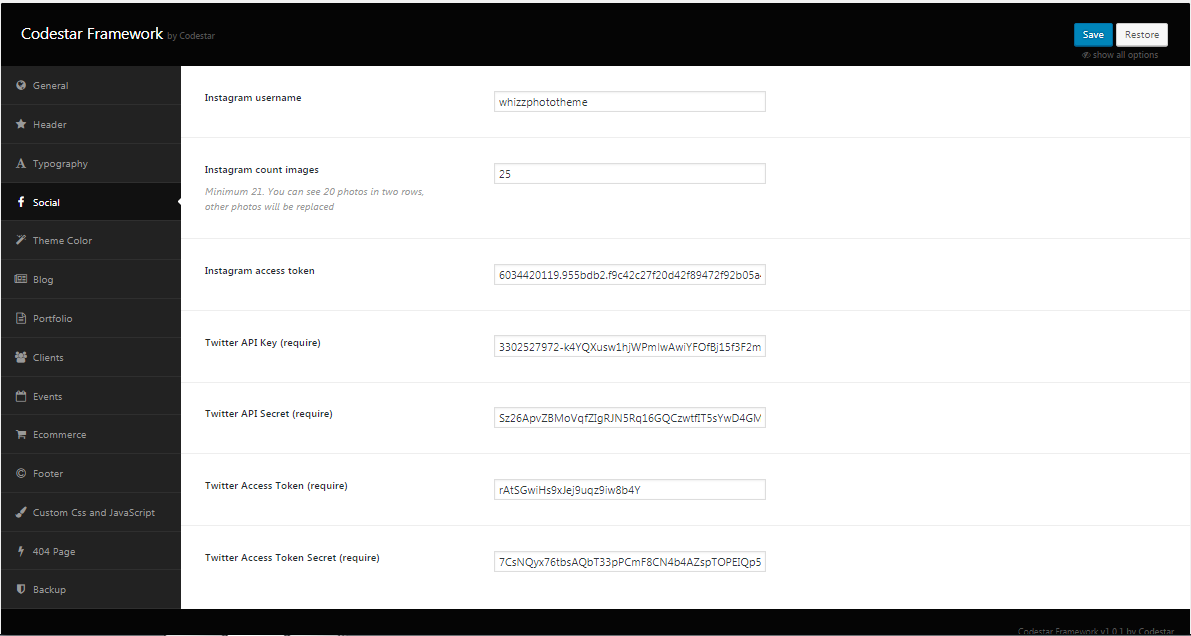 Codestar Framework by Codestar
Save
Restore
show all options
General
Header
Typography
Social
Theme Color
Blog
Portfolio
Clients
Events
Ecommerce
Footer
Custom Css and JavaScript
404 Page
Backup
Instagram username
whizzphototheme
Instagram count images
25
Minimum 21. You can see 20 photos in two rows,
other photos will be replaced
Instagram access token
6034420119.955bdb2.f9c42c27f20d42f89472f92b05a
Twitter API Key (require)
3302527972-k4YQXusw1hjWPmIwAwiYFOfBj15f3F2m
Twitter API Secret (require)
Sz26ApvZBMoVqfZIgRJN5Rq16GQCzwtfIT5sYwD4GM
Twitter Access Token (require)
rAtSGwiHs9xJej9uqz9iw8b4Y
Twitter Access Token Secret (require)
7CsNQyx76tbsAQbT33pPCmF8CN4b4AZspTOPEIQp5
Codestar Framework v1.0.1 by Codestar